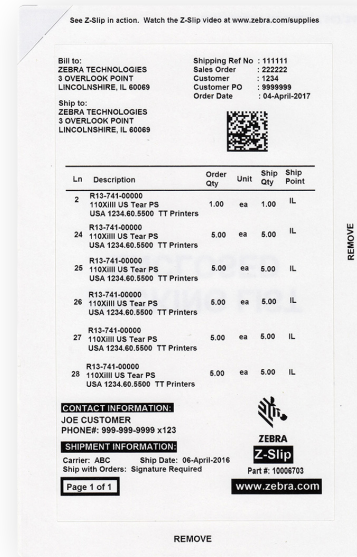 See Z-Slip in action. Watch the Z-Slip video at www.zebra.com/supplies
Bill to:
ZEBRA TECHNOLOGIES
3 OVERLOOK POINT
LINCOLNSHIRE, IL 60069
Ship to:
ZEBRA TECHNOLOGIES
3 OVERLOOK POINT
LINCOLNSHIRE, IL 60069
Shipping Ref No : 111111
Sales Order : 222222
Customer : 1234
Customer PO : 9999999
Order Date : 04-April-2017
Ln Description Order Qty Unit Ship Qty Ship Point
2 R13-741-00000 1.00 ea 1.00 IL
110XiIII US Tear PS
USA 1234.60.5500 TT Printers
24 R13-741-00000 5.00 ea 5.00 IL
110XiIII US Tear PS
USA 1234.60.5500 TT Printers
25 R13-741-00000 5.00 ea 5.00 IL
110XiIII US Tear PS
USA 1234.60.5500 TT Printers
26 R13-741-00000 5.00 ea 5.00 IL
110XiIII US Tear PS
USA 1234.60.5500 TT Printers
27 R13-741-00000 5.00 ea 5.00 IL
110XiIII US Tear PS
USA 1234.60.5500 TT Printers
28 R13-741-00000 5.00 ea 5.00 IL
110XiIII US Tear PS
USA 1234.60.5500 TT Printers
CONTACT INFORMATION:
JOE CUSTOMER
PHONE#: 999-999-9999 x123
SHIPMENT INFORMATION:
Carrier: ABC Ship Date: 06-April-2016
Ship with Orders: Signature Required
Page 1 of 1
ZEBRA
Z-Slip
Part #: 10006703
www.zebra.com
REMOVE
REMOVE